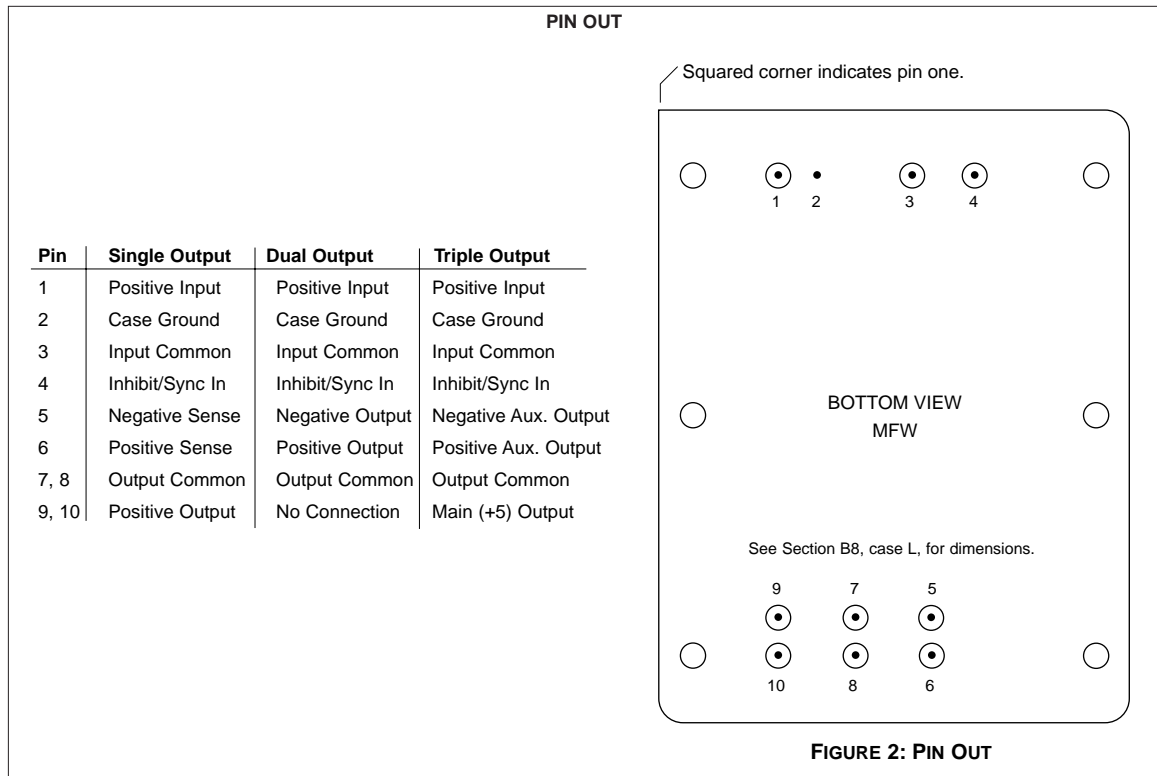 PIN OUT
Squared corner indicates pin one.
1 2 3 4
Pin Single Output Dual Output Triple Output
1 Positive Input Positive Input Positive Input
2 Case Ground Case Ground Case Ground
3 Input Common Input Common Input Common
4 Inhibit/Sync In Inhibit/Sync In Inhibit/Sync In
5 Negative Sense Negative Output Negative Aux. Output
6 Positive Sense Positive Output Positive Aux. Output
7, 8 Output Common Output Common Output Common
9, 10 Positive Output No Connection Main (+5) Output
BOTTOM VIEW
MFW
See Section B8, case L, for dimensions.
9 7 5
10 8 6
FIGURE 2: PIN OUT